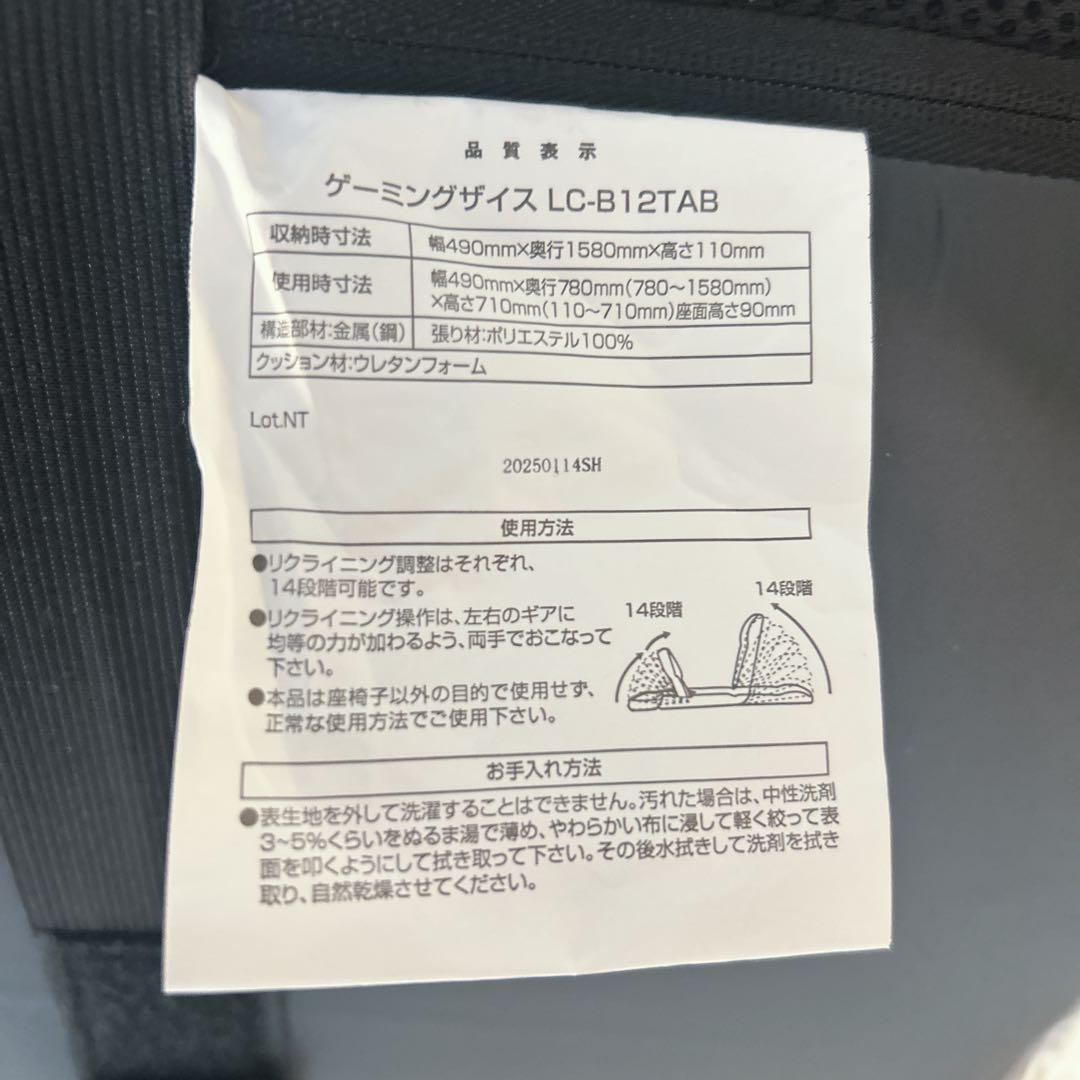 品質表示
ゲーミングザイス LC-B12TAB
収納時寸法 幅490mm×奥行1580mm×高さ110mm
使用時寸法 幅490mm×奥行780mm(780～1580mm)
×高さ710mm(110～710mm)座面高さ90mm
構造部材:金属(鋼) 張り材:ポリエステル100%
クッション材:ウレタンフォーム
Lot.NT
20250114SH
使用方法
●リクライニング調整はそれぞれ、
14段階可能です。
●リクライニング操作は、左右のギアに
均等の力が加わるよう、両手でおこなって
下さい。
●本品は座椅子以外の目的で使用せず、
正常な使用方法でご使用下さい。
14段階
14段階
お手入れ方法
●表生地を外して洗濯することはできません。汚れた場合は、中性洗剤
3~5%くらいをぬるま湯で薄め、やわらかい布に浸して軽く絞って表
面を叩くようにして拭き取って下さい。その後水拭きして洗剤を拭き
取り、自然乾燥させてください。